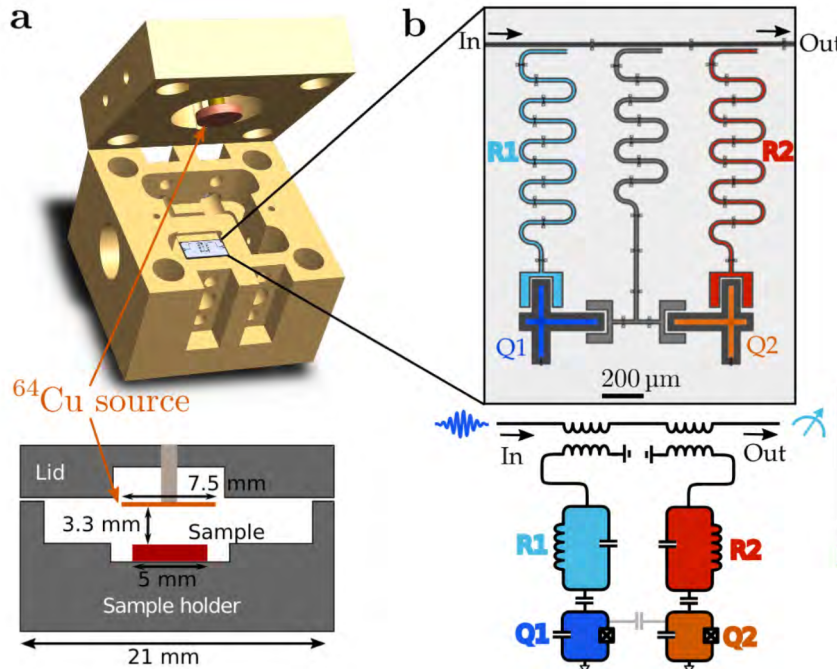 a
b
In
Out
R1
R2
Q1
Q2
200 µm
⁶⁴Cu source
In
Out
Lid
7.5 mm
3.3 mm
Sample
5 mm
Sample holder
21 mm
R1
R2
Q1
Q2